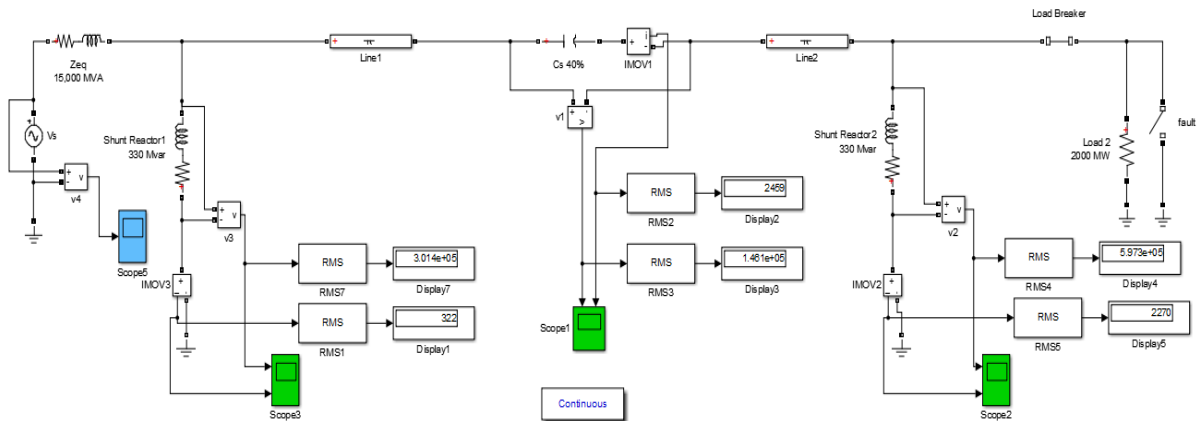 Load Breaker
Zeq
15,000 MVA
Line1
Cs 40%
IMOV1
Line2
Vs
v4
Scope5
Shunt Reactor1
330 Mvar
v3
IMOV3
RMS
RMS7
3.014e+05
Display7
RMS
RMS1
322
Display1
Scope3
v1
RMS
RMS2
2459
Display2
RMS
RMS3
1.461e+05
Display3
Scope1
Continuous
Shunt Reactor2
330 Mvar
v2
IMOV2
RMS
RMS4
5.973e+05
Display4
RMS
RMS5
2270
Display5
Scope2
Load 2
2000 MW
fault